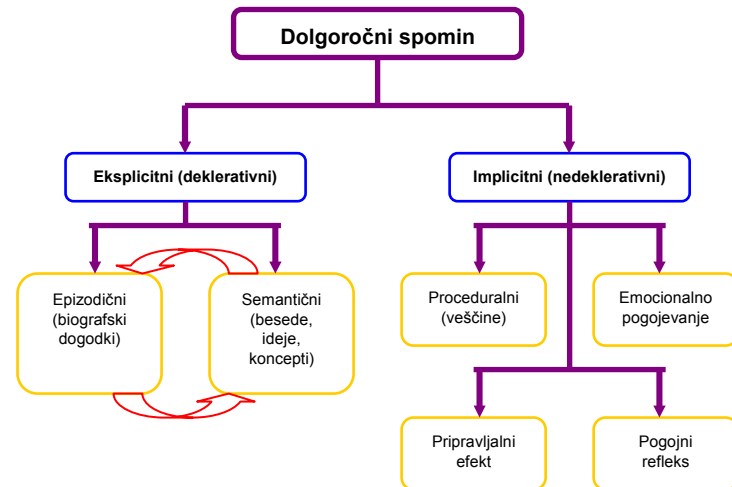 Dolgoročni spomin
Eksplicitni (deklerativni)
Implicitni (nedeklerativni)
Epizodični
(biografski
dogodki)
Semantični
(besede,
ideje,
koncepti)
Proceduralni
(veščine)
Emocionalno
pogojevanje
Pripravljalni
efekt
Pogojni
refleks